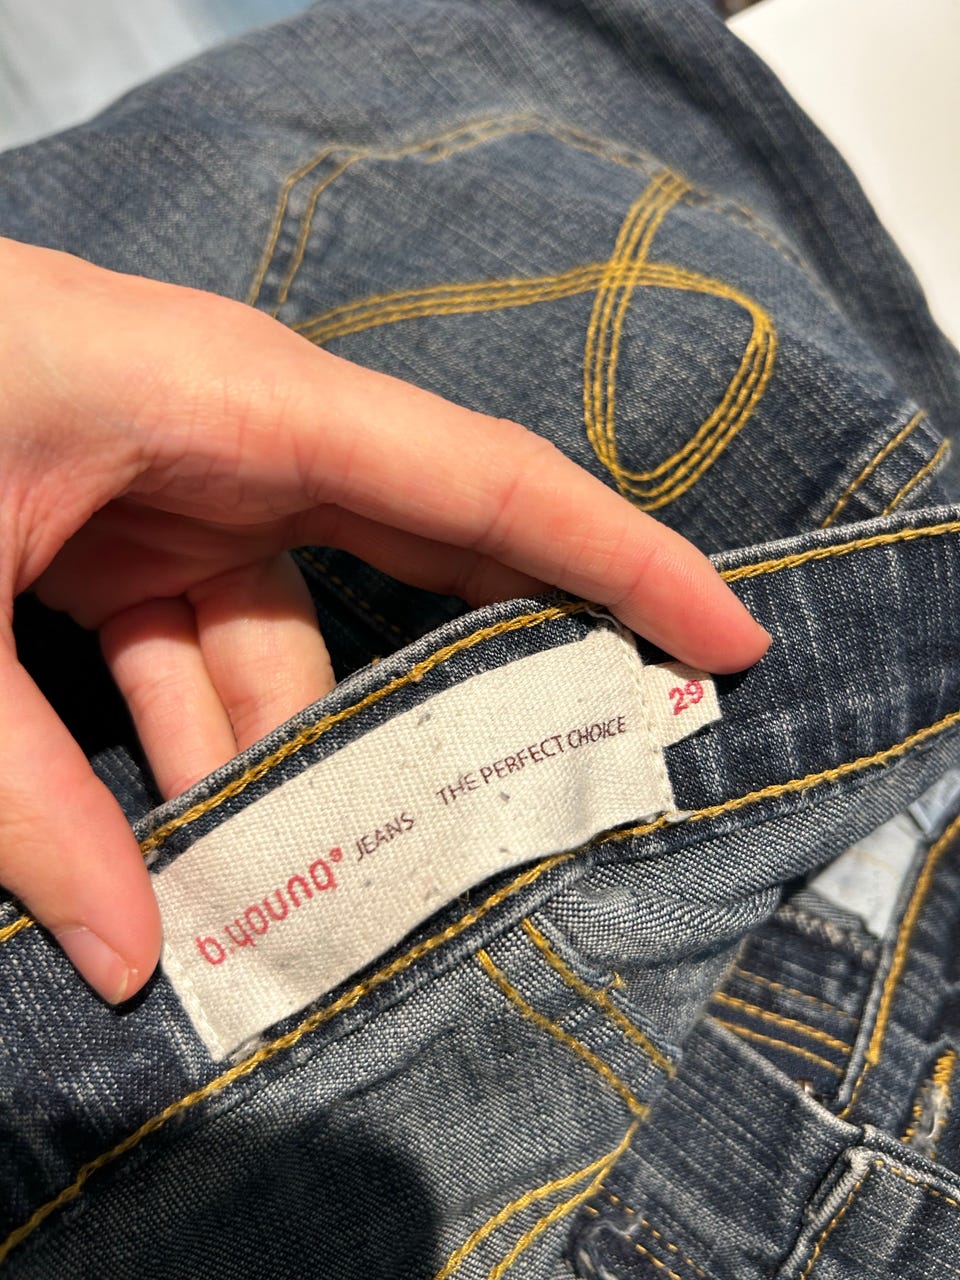 b.young® JEANS THE PERFECT CHOICE
29